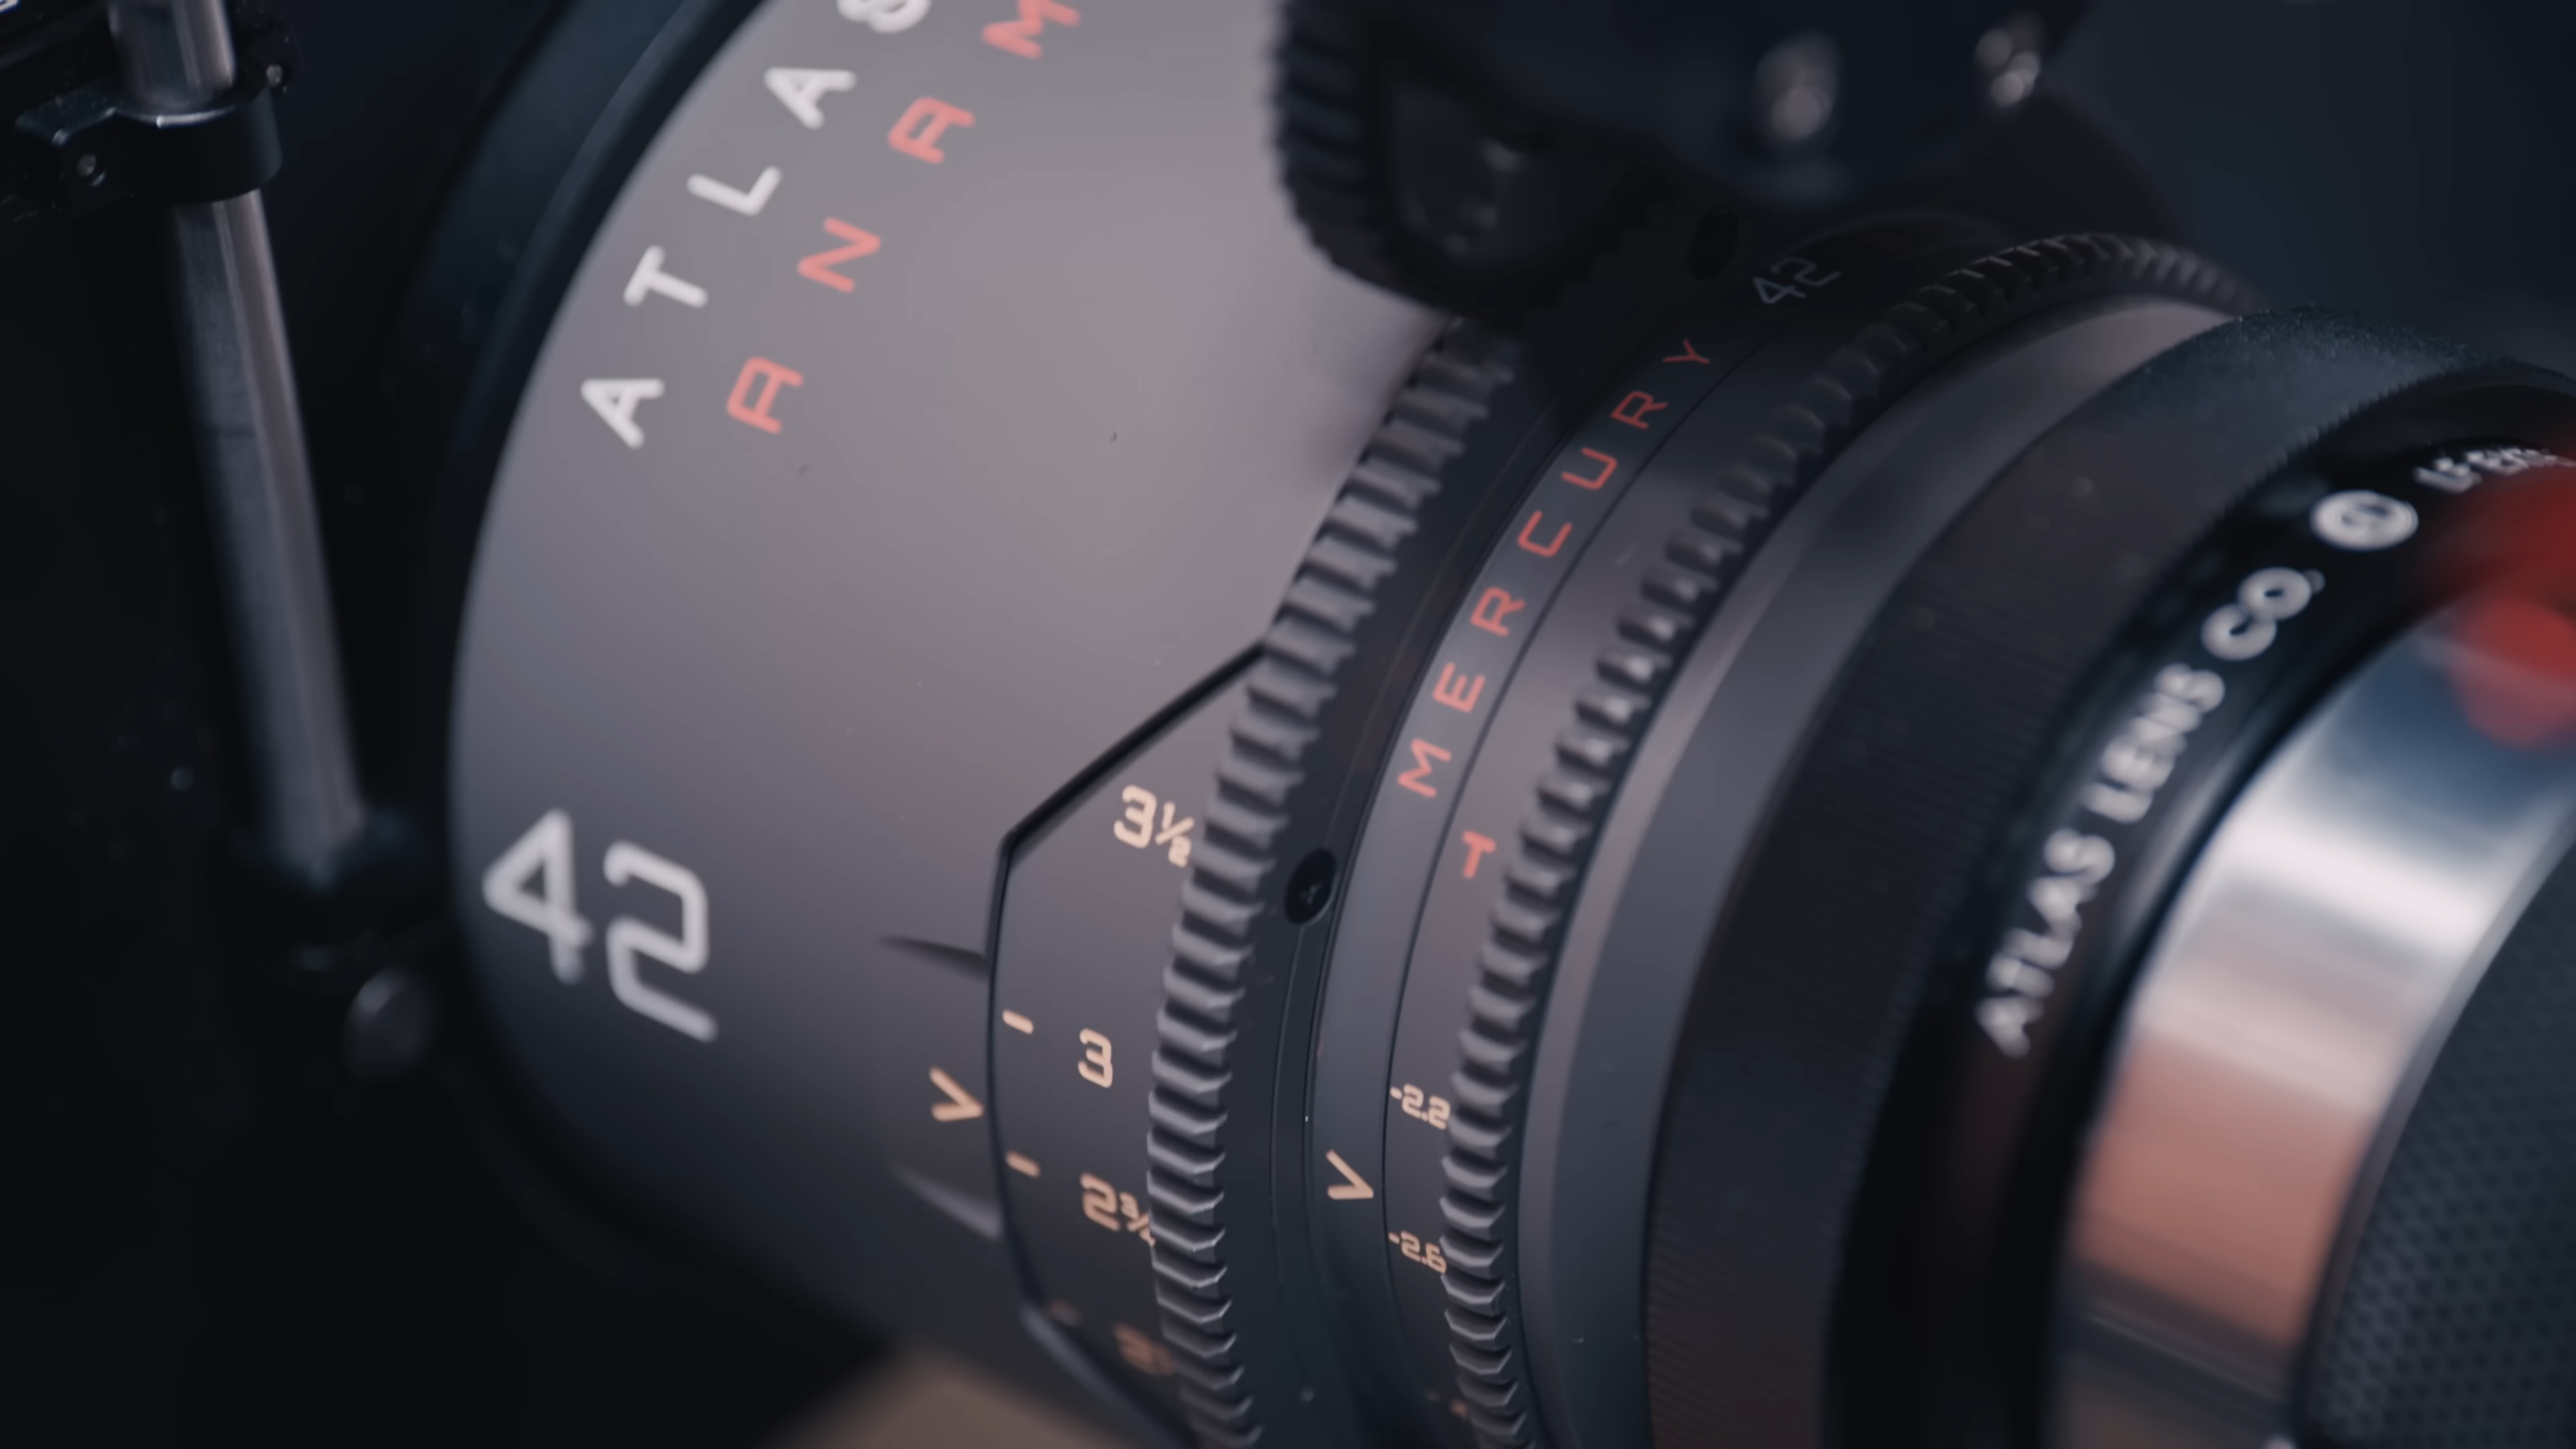 ATLAS
ANAM
42
3½
3
2¾
V
MERCURY 42
T
-2.2
V
-2.6
ATLAS LENS CO.